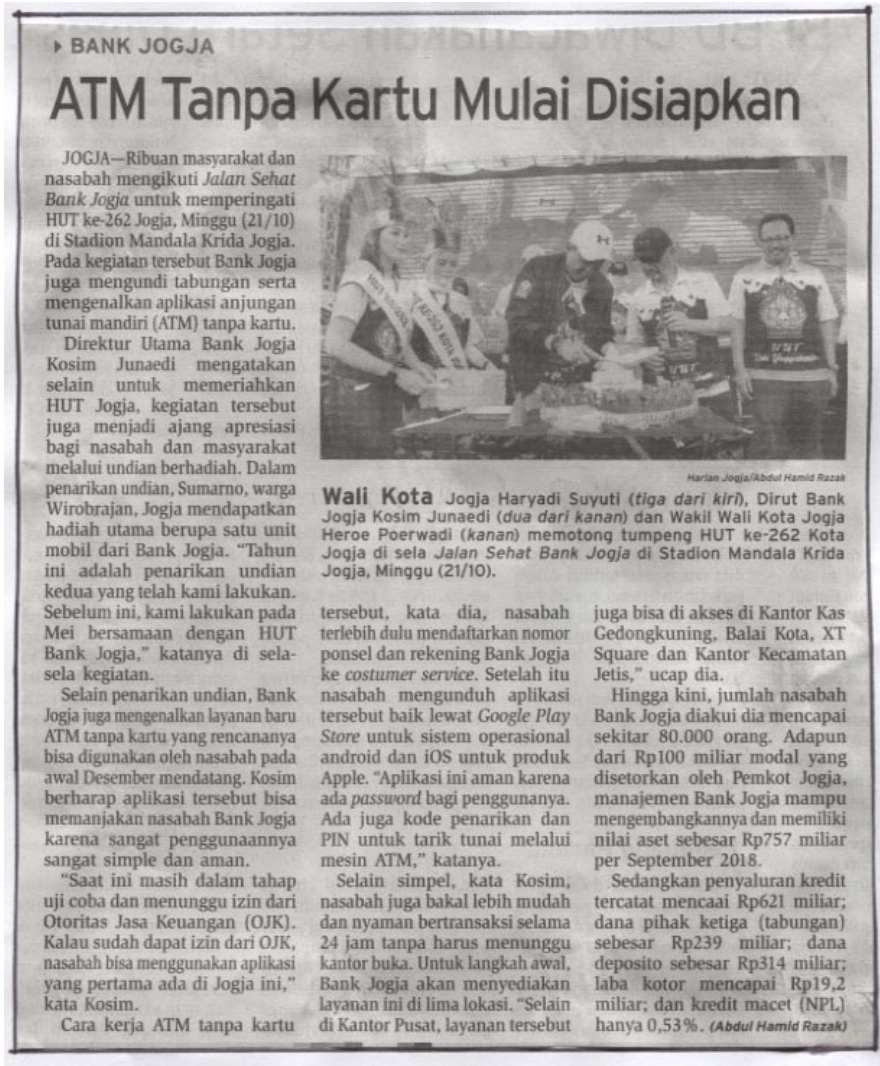 BANK JOGJA
ATM Tanpa Kartu Mulai Disiapkan
JOGJA—Ribuan masyarakat dan
nasabah mengikuti Jalan Sehat
Bank Jogja untuk memperingati
HUT ke-262 Jogja, Minggu (21/10)
di Stadion Mandala Krida Jogja.
Pada kegiatan tersebut Bank Jogja
juga mengundi tabungan serta
mengenalkan aplikasi anjungan
tunai mandiri (ATM) tanpa kartu.
Direktur Utama Bank Jogja
Kosim Junaedi mengatakan
selain untuk memeriahkan
HUT Jogja, kegiatan tersebut
juga menjadi ajang apresiasi
bagi nasabah dan masyarakat
melalui undian berhadiah. Dalam
penarikan undian, Sumarno, warga
Wirobrajan, Jogja mendapatkan
hadiah utama berupa satu unit
mobil dari Bank Jogja. “Tahun
ini adalah penarikan undian
kedua yang telah kami lakukan.
Sebelum ini, kami lakukan pada
Mei bersamaan dengan HUT
Bank Jogja,” katanya di sela-
sela kegiatan.
Selain penarikan undian, Bank
Jogja juga mengenalkan layanan baru
ATM tanpa kartu yang rencananya
bisa digunakan oleh nasabah pada
awal Desember mendatang. Kosim
berharap aplikasi tersebut bisa
memanjakan nasabah Bank Jogja
karena sangat penggunaannya
sangat simple dan aman.
“Saat ini masih dalam tahap
uji coba dan menunggu izin dari
Otoritas Jasa Keuangan (OJK).
Kalau sudah dapat izin dari OJK,
nasabah bisa menggunakan aplikasi
yang pertama ada di Jogja ini,”
kata Kosim.
Cara kerja ATM tanpa kartu
Harian Jogja/Abdul Hamid Razak
Wali Kota Jogja Haryadi Suyuti (tiga dari kiri), Dirut Bank
Jogja Kosim Junaedi (dua dari kanan) dan Wakil Wali Kota Jogja
Heroe Poerwadi (kanan) memotong tumpeng HUT ke-262 Kota
Jogja di sela Jalan Sehat Bank Jogja di Stadion Mandala Krida
Jogja, Minggu (21/10).
tersebut, kata dia, nasabah
terlebih dulu mendaftarkan nomor
ponsel dan rekening Bank Jogja
ke costumer service. Setelah itu
nasabah mengunduh aplikasi
tersebut baik lewat Google Play
Store untuk sistem operasional
android dan iOS untuk produk
Apple. “Aplikasi ini aman karena
ada password bagi penggunanya.
Ada juga kode penarikan dan
PIN untuk tarik tunai melalui
mesin ATM,” katanya.
Selain simpel, kata Kosim,
nasabah juga bakal lebih mudah
dan nyaman bertransaksi selama
24 jam tanpa harus menunggu
kantor buka. Untuk langkah awal,
Bank Jogja akan menyediakan
layanan ini di lima lokasi. “Selain
di Kantor Pusat, layanan tersebut
juga bisa di akses di Kantor Kas
Gedongkuning, Balai Kota, XT
Square dan Kantor Kecamatan
Jetis,” ucap dia.
Hingga kini, jumlah nasabah
Bank Jogja diakui dia mencapai
sekitar 80.000 orang. Adapun
dari Rp100 miliar modal yang
disetorkan oleh Pemkot Jogja,
manajemen Bank Jogja mampu
mengembangkannya dan memiliki
nilai aset sebesar Rp757 miliar
per September 2018.
Sedangkan penyaluran kredit
tercatat mencaai Rp621 miliar;
dana pihak ketiga (tabungan)
sebesar Rp239 miliar; dana
deposito sebesar Rp314 miliar;
laba kotor mencapai Rp19,2
miliar; dan kredit macet (NPL)
hanya 0,53%. (Abdul Hamid Razak)